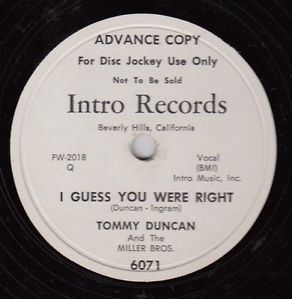 ADVANCE COPY
For Disc Jockey Use Only
Not To Be Sold
Intro Records
Beverly Hills, California
FW-2018
Q
Vocal
(BMI)
Intro Music, Inc.
I GUESS YOU WERE RIGHT
(Duncan - Ingram)
TOMMY DUNCAN
And The
MILLER BROS.
6071